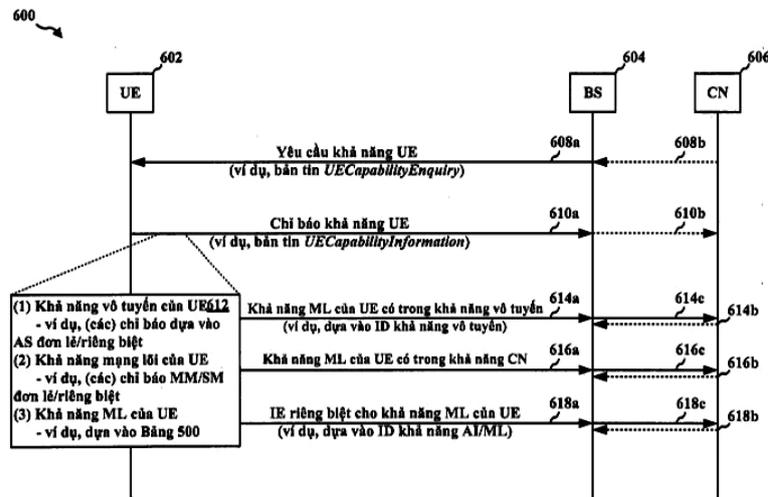 600
602
604
606
UE
BS
CN
Yêu cầu khả năng UE
608a
608b
(ví dụ, bản tin UECapabilityEnquiry)
Chỉ báo khả năng UE
610a
610b
(ví dụ, bản tin UECapabilityInformation)
(1) Khả năng vô tuyến của UE612
- ví dụ, (các) chỉ báo dựa vào
AS đơn lẻ/riêng biệt
(2) Khả năng mạng lõi của UE
- ví dụ, (các) chỉ báo MM/SM
đơn lẻ/riêng biệt
(3) Khả năng ML của UE
- ví dụ, dựa vào Bảng 500
Khả năng ML của UE có trong khả năng vô tuyến
614a
614c
614b
(ví dụ, dựa vào ID khả năng vô tuyến)
Khả năng ML của UE có trong khả năng CN
616a
616c
616b
IE riêng biệt cho khả năng ML của UE
618a
618c
618b
(ví dụ, dựa vào ID khả năng AI/ML)